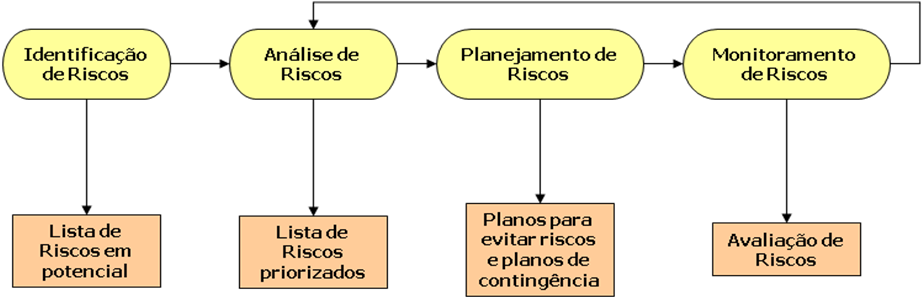 Identificação
de Riscos
Análise de
Riscos
Planejamento de
Riscos
Monitoramento
de Riscos
Lista de
Riscos em
potencial
Lista de
Riscos
priorizados
Planos para
evitar riscos
e planos de
contingência
Avaliação de
Riscos